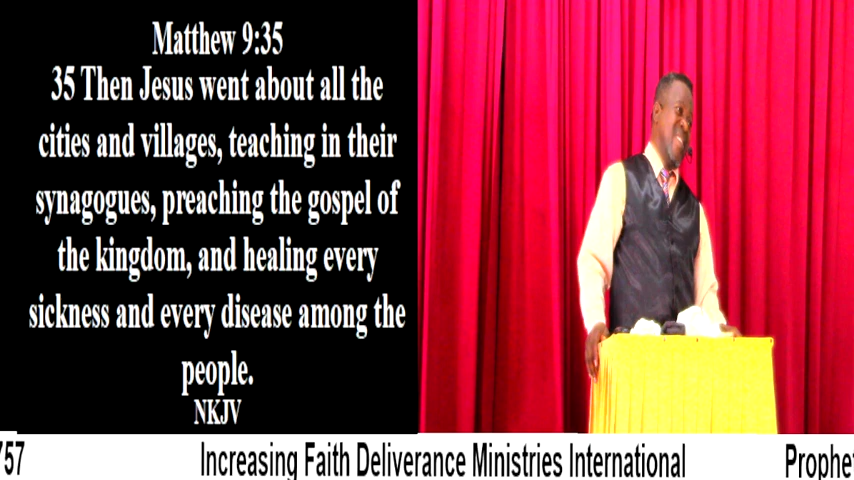 Matthew 9:35
35 Then Jesus went about all the
cities and villages, teaching in their
synagogues, preaching the gospel of
the kingdom, and healing every
sickness and every disease among the
people.
NKJV
757 Increasing Faith Deliverance Ministries International